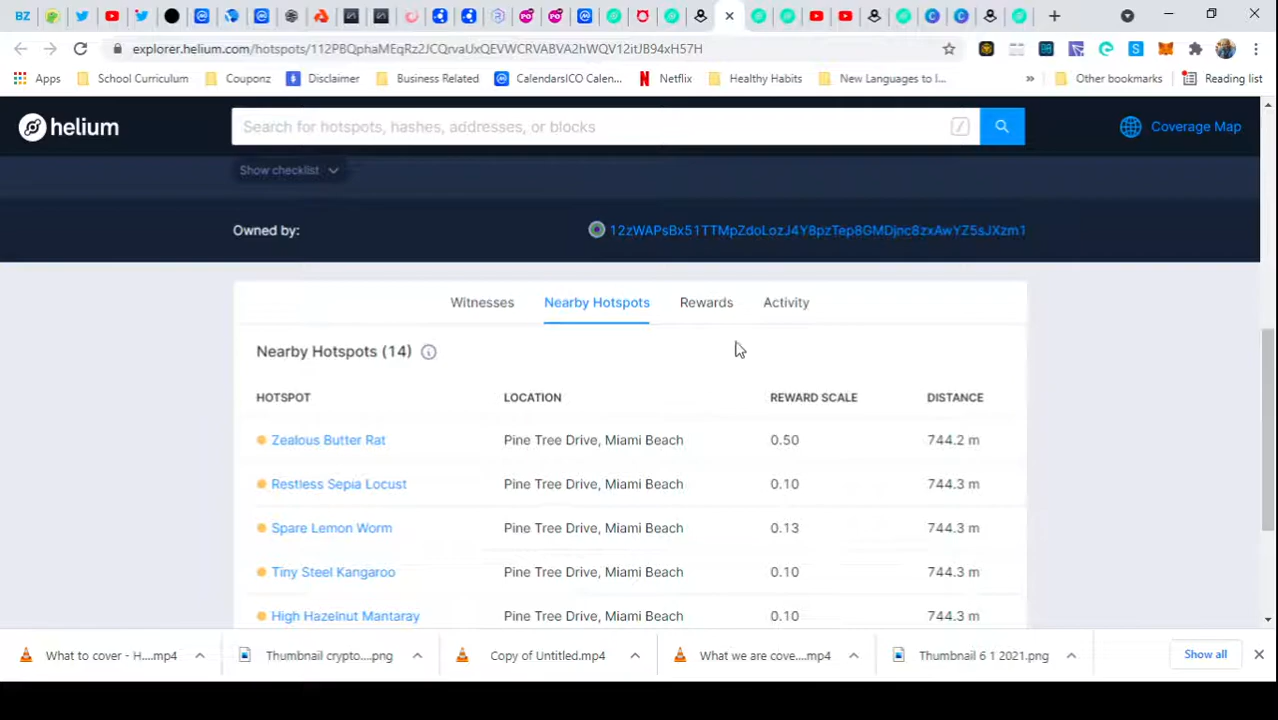 BZ
explorer.helium.com/hotspots/112PBQphaMEqRz2JCQrvaUxQEVWCRVABVA2hWQV12itJB94xH57H
Apps School Curriculum Couponz Disclaimer Business Related CalendarsICO Calen... Netflix Healthy Habits New Languages to l... » Other bookmarks Reading list
helium Search for hotspots, hashes, addresses, or blocks / Coverage Map
Show checklist
Owned by: 12zWAPsBx51TTMpZdoLozJ4Y8pzTep8GMDjnc8zxAwYZ5sJXzm1
Witnesses Nearby Hotspots Rewards Activity
Nearby Hotspots (14)
HOTSPOT LOCATION REWARD SCALE DISTANCE
Zealous Butter Rat Pine Tree Drive, Miami Beach 0.50 744.2 m
Restless Sepia Locust Pine Tree Drive, Miami Beach 0.10 744.3 m
Spare Lemon Worm Pine Tree Drive, Miami Beach 0.13 744.3 m
Tiny Steel Kangaroo Pine Tree Drive, Miami Beach 0.10 744.3 m
High Hazelnut Mantaray Pine Tree Drive, Miami Beach 0.10 744.3 m
What to cover - H....mp4 Thumbnail crypto....png Copy of Untitled.mp4 What we are cove....mp4 Thumbnail 6 1 2021.png Show all